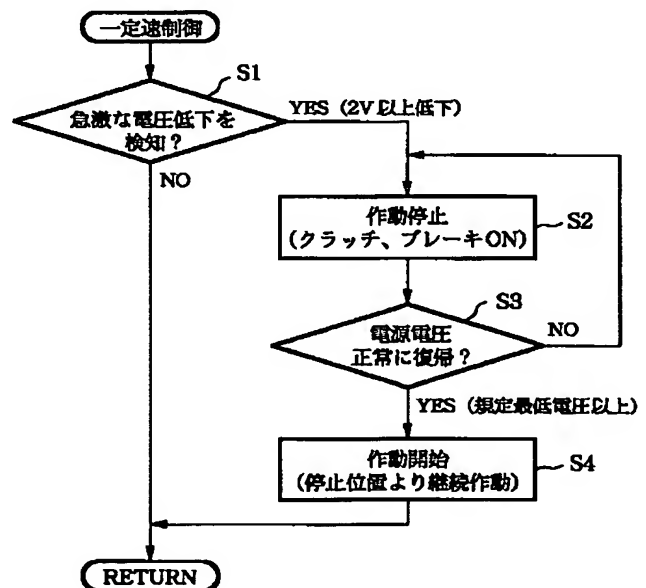 一定速制御
S1
急激な電圧低下を
検知？
YES（2V以上低下）
NO
作動停止
（クラッチ、ブレーキON）
S2
S3
電源電圧
正常に復帰？
NO
YES（規定最低電圧以上）
作動開始
（停止位置より継続作動）
S4
RETURN